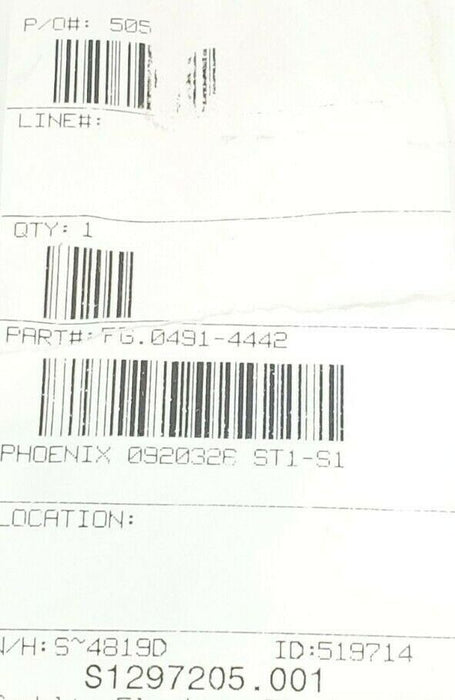 P/O#: 505
LINE#:
QTY: 1
PART#: FG.0491-4442
PHOENIX 0920326 ST1-S1
LOCATION:
W/H: S~4819D ID:519714
S1297205.001